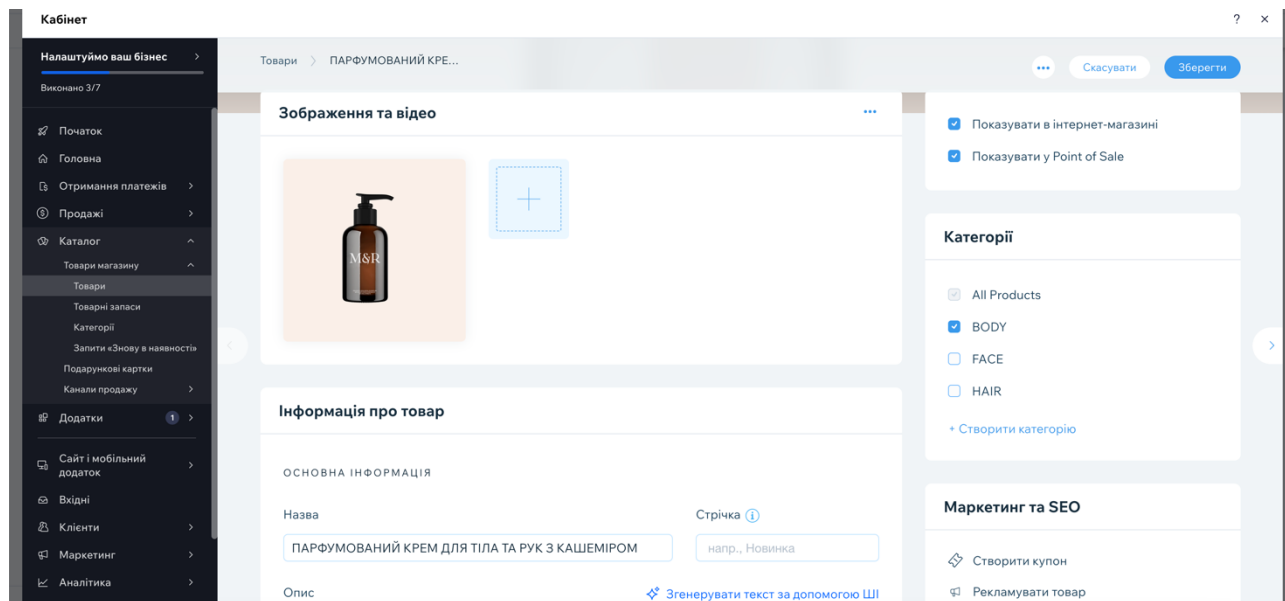 Кабінет
?
×
Налаштуймо ваш бізнес
Виконано 3/7
Початок
Головна
Отримання платежів
Продажі
Каталог
Товари магазину
Товари
Товарні запаси
Категорії
Запити «Знову в наявності»
Подарункові картки
Канали продажу
Додатки 1
Сайт і мобільний
додаток
Вхідні
Клієнти
Маркетинг
Аналітика
Товари > ПАРФУМОВАНИЙ КРЕ...
Скасувати
Зберегти
Зображення та відео
M&R
Інформація про товар
ОСНОВНА ІНФОРМАЦІЯ
Назва
Стрічка
ПАРФУМОВАНИЙ КРЕМ ДЛЯ ТІЛА ТА РУК З КАШЕМІРОМ
напр., Новинка
Опис
Згенерувати текст за допомогою ШІ
Показувати в інтернет-магазині
Показувати у Point of Sale
Категорії
All Products
BODY
FACE
HAIR
+ Створити категорію
Маркетинг та SEO
Створити купон
Рекламувати товар